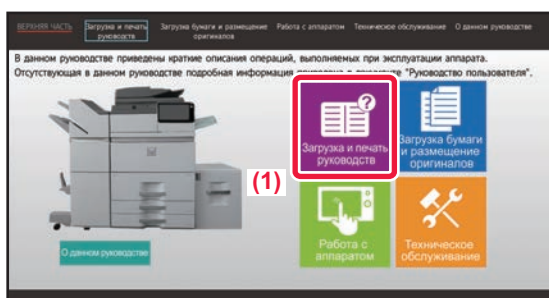 ВЕРХНЯЯ ЧАСТЬ
Загрузка и печать
руководств
Загрузка бумаги и размещение
оригиналов
Работа с аппаратом
Техническое обслуживание
О данном руководстве
В данном руководстве приведены краткие описания операций, выполняемых при эксплуатации аппарата.
Отсутствующая в данном руководстве подробная информация приведена в документе "Руководство пользователя".
Загрузка и печать
руководств
Загрузка бумаги
и размещение
оригиналов
(1)
Работа с
аппаратом
Техническое
обслуживание
О данном руководстве